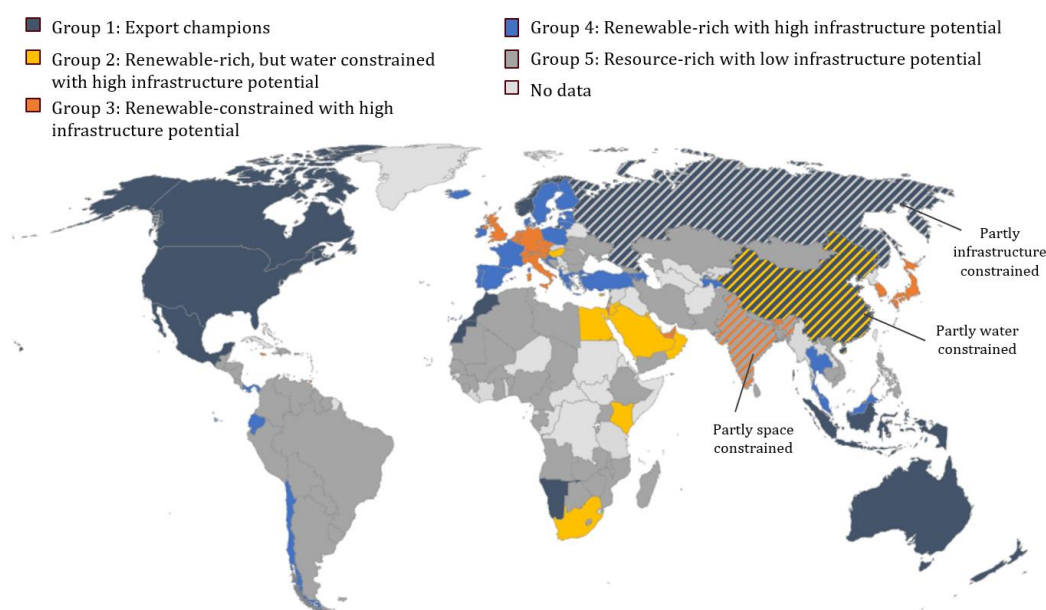 Group 1: Export champions
Group 2: Renewable-rich, but water constrained
with high infrastructure potential
Group 3: Renewable-constrained with high
infrastructure potential
Group 4: Renewable-rich with high infrastructure potential
Group 5: Resource-rich with low infrastructure potential
No data
Partly
infrastructure
constrained
Partly water
constrained
Partly space
constrained